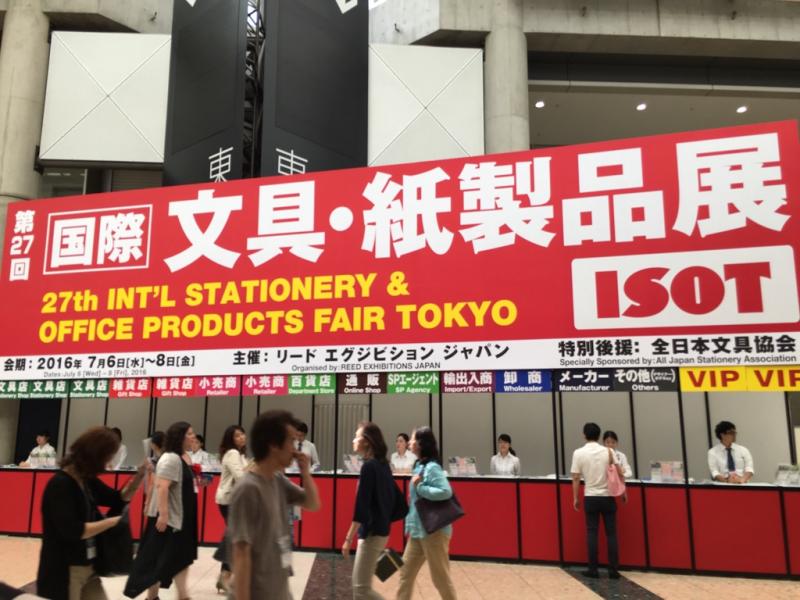 東 東
第27回 国際 文具・紙製品展
27th INT'L STATIONERY &
OFFICE PRODUCTS FAIR TOKYO
ISOT
会期：2016年 7月6日[水]～8日[金]
Dates:July 6 [Wed] – 8 [Fri], 2016
主催：リード エグジビション ジャパン
Organised by:REED EXHIBITIONS JAPAN
特別後援：全日本文具協会
Specially Sponsored by:All Japan Stationery Association
文具店 文具店 文具店 雑貨店 雑貨店 小売商 小売商 百貨店 通販 SPエージェント 輸出入商 卸商 メーカー その他 VIP VIP
Stationery Shop Stationery Shop Stationery Shop Gift Shop Gift Shop Retailer Retailer Department Store Online Shop SP Agency Import/Export Wholesaler Manufacturer Others